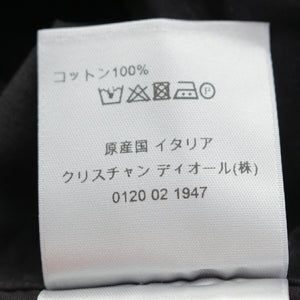 コットン100%
原産国 イタリア
クリスチャン ディオール(株)
0120 02 1947